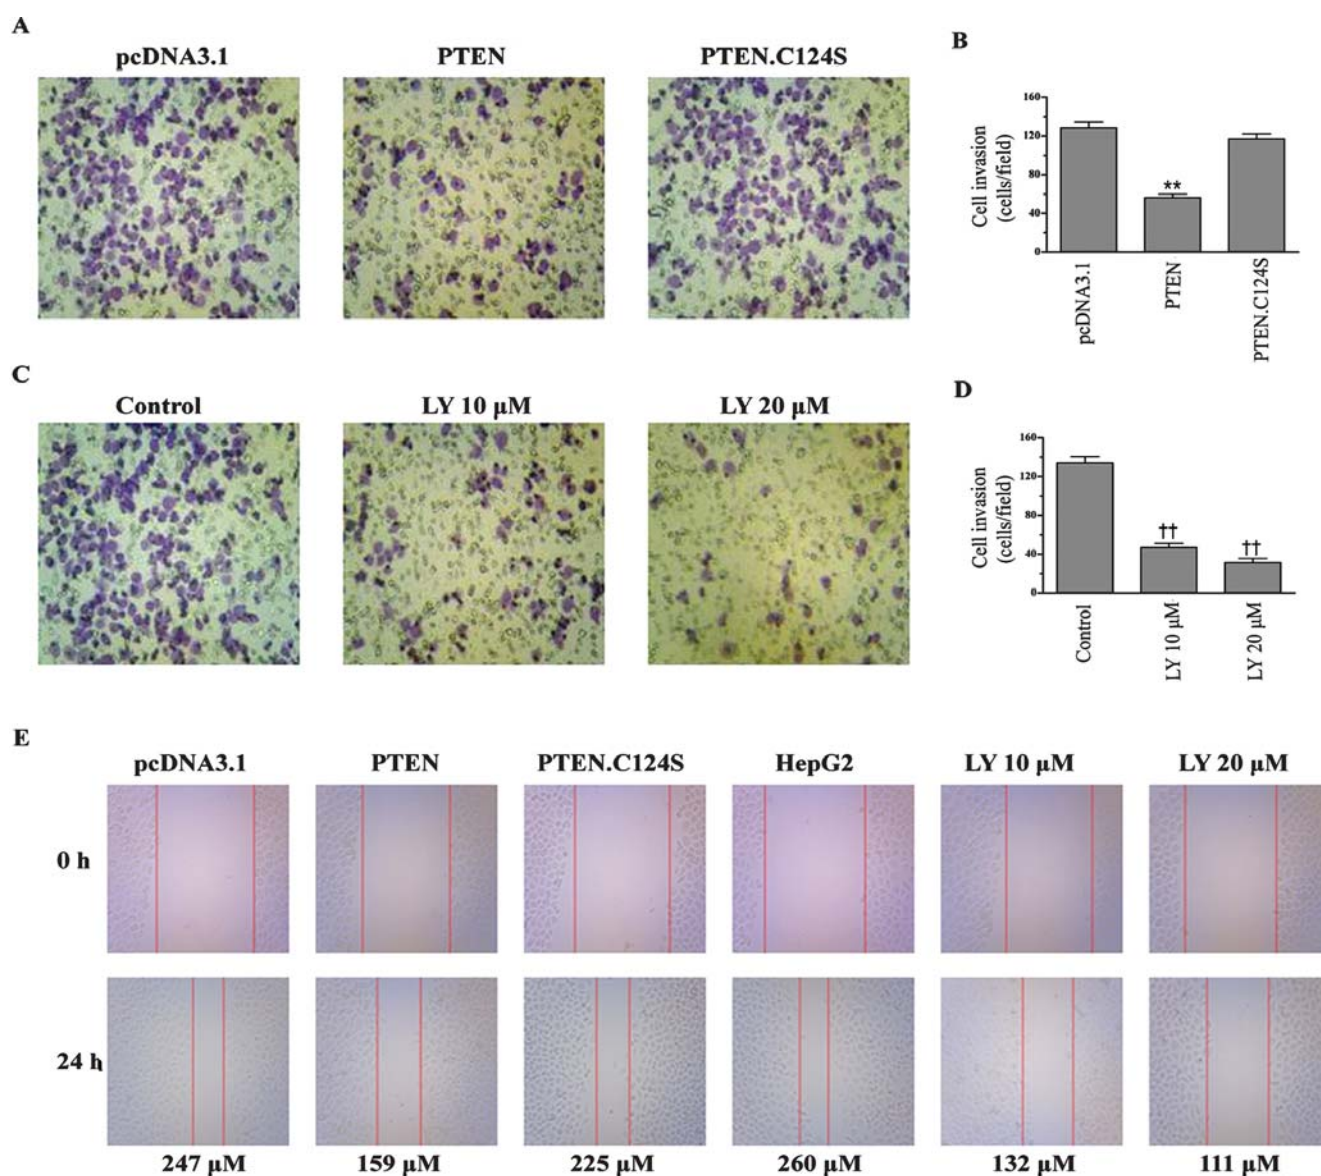 A
pcDNA3.1 PTEN PTEN.C124S
B
160
120
80
40
0
Cell invasion
(cells/field)
**
pcDNA3.1
PTEN
PTEN.C124S
C
Control LY 10 μM LY 20 μM
D
160
120
80
40
0
Cell invasion
(cells/field)
††
††
Control
LY 10 μM
LY 20 μM
E
pcDNA3.1 PTEN PTEN.C124S HepG2 LY 10 μM LY 20 μM
0 h
24 h
247 μM 159 μM 225 μM 260 μM 132 μM 111 μM